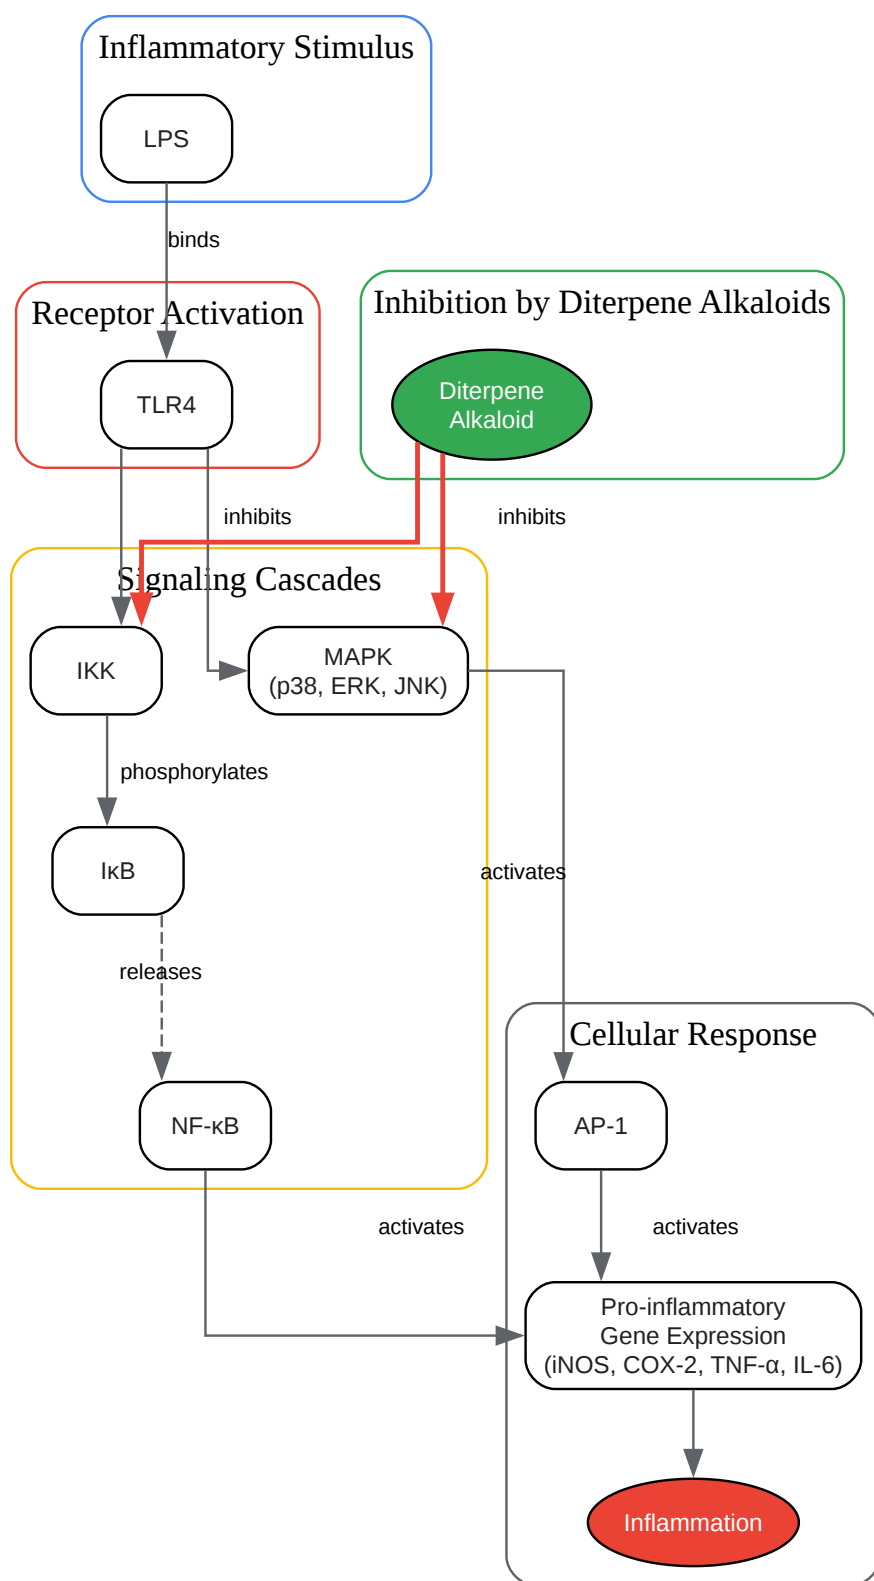 Inflammatory Stimulus
LPS
binds
Receptor Activation
TLR4
Inhibition by Diterpene Alkaloids
Diterpene
Alkaloid
inhibits
inhibits
Signaling Cascades
IKK
MAPK
(p38, ERK, JNK)
phosphorylates
IκB
activates
releases
NF-κB
Cellular Response
AP-1
activates
activates
Pro-inflammatory
Gene Expression
(iNOS, COX-2, TNF-α, IL-6)
Inflammation